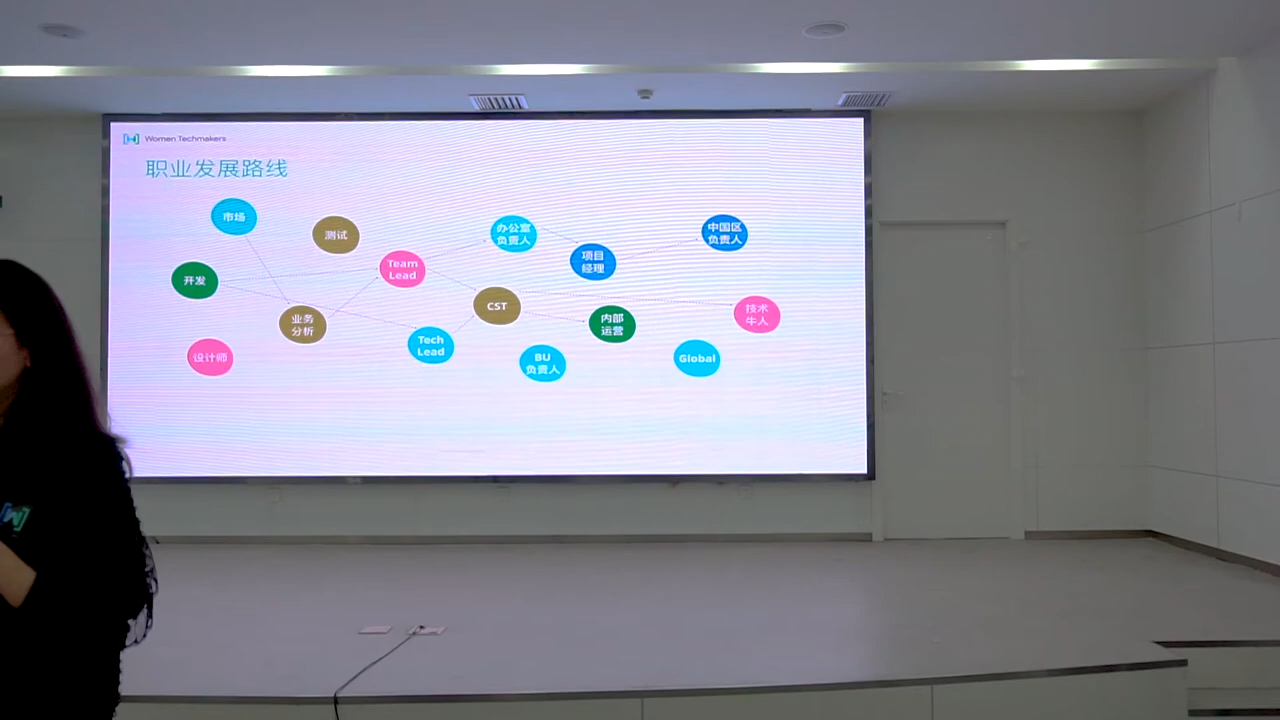 Women Techmakers
职业发展路线
市场
测试
办公室
负责人
中国区
负责人
Team
Lead
项目
经理
开发
CST
技术
牛人
业务
分析
内部
运营
Tech
Lead
设计师
BU
负责人
Global